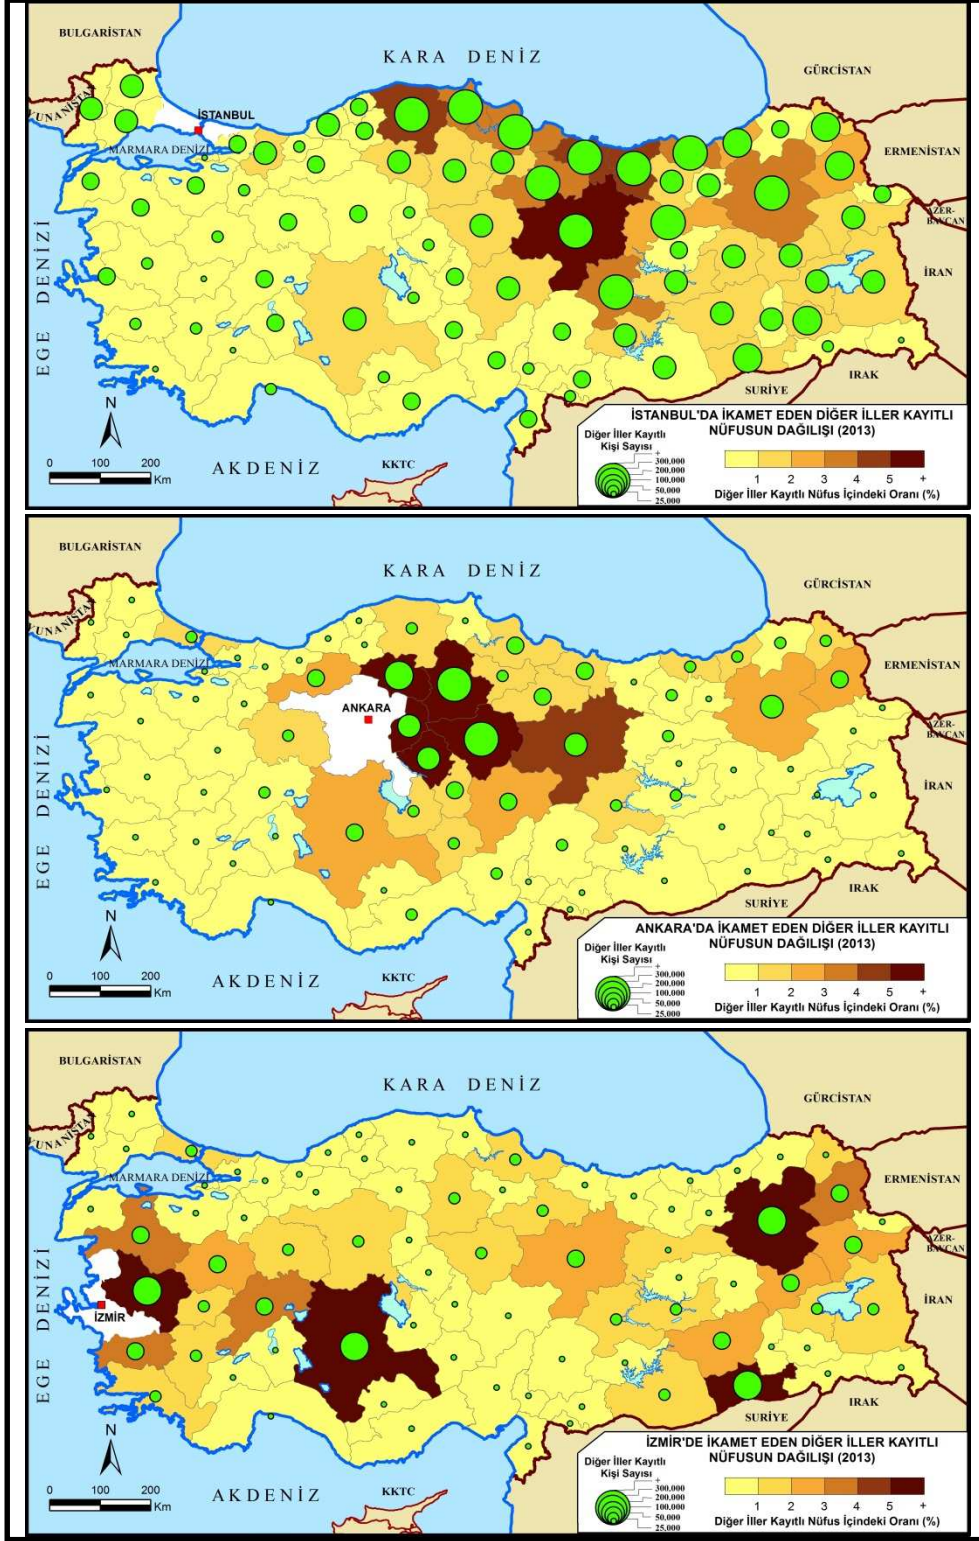 BULGARİSTAN
KARA DENİZ
GÜRCİSTAN
YUNANİSTAN
İSTANBUL
MARMARA DENİZİ
ERMENİSTAN
AZER-
BAYCAN
EGE DENİZİ
İRAN
SURİYE
IRAK
N
0 100 200
Km
AKDENİZ
KKTC
İSTANBUL'DA İKAMET EDEN DİĞER İLLER KAYITLI
NÜFUSUN DAĞILIŞI (2013)
Diğer İller Kayıtlı
Kişi Sayısı
+
300,000
200,000
100,000
50,000
25,000
1 2 3 4 5 +
Diğer İller Kayıtlı Nüfus İçindeki Oranı (%)
BULGARİSTAN
KARA DENİZ
GÜRCİSTAN
YUNANİSTAN
MARMARA DENİZİ
ERMENİSTAN
ANKARA
AZER-
BAYCAN
EGE DENİZİ
İRAN
SURİYE
IRAK
N
0 100 200
Km
AKDENİZ
KKTC
ANKARA'DA İKAMET EDEN DİĞER İLLER KAYITLI
NÜFUSUN DAĞILIŞI (2013)
Diğer İller Kayıtlı
Kişi Sayısı
+
300,000
200,000
100,000
50,000
25,000
1 2 3 4 5 +
Diğer İller Kayıtlı Nüfus İçindeki Oranı (%)
BULGARİSTAN
KARA DENİZ
GÜRCİSTAN
YUNANİSTAN
MARMARA DENİZİ
ERMENİSTAN
AZER-
BAYCAN
EGE DENİZİ
İZMİR
İRAN
SURİYE
IRAK
N
0 100 200
Km
AKDENİZ
KKTC
İZMİR'DE İKAMET EDEN DİĞER İLLER KAYITLI
NÜFUSUN DAĞILIŞI (2013)
Diğer İller Kayıtlı
Kişi Sayısı
+
300,000
200,000
100,000
50,000
25,000
1 2 3 4 5 +
Diğer İller Kayıtlı Nüfus İçindeki Oranı (%)